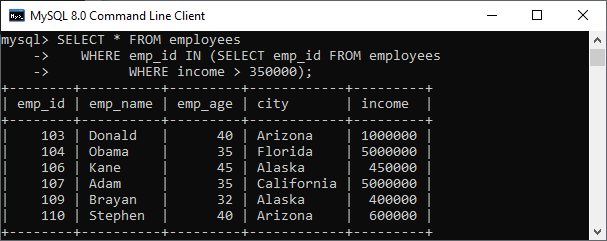 MySQL 8.0 Command Line Client
mysql> SELECT * FROM employees
    ->     WHERE emp_id IN (SELECT emp_id FROM employees
    ->           WHERE income > 350000);
+--------+----------+---------+------------+---------+
| emp_id | emp_name | emp_age | city       | income  |
+--------+----------+---------+------------+---------+
|    103 | Donald   |      40 | Arizona    | 1000000 |
|    104 | Obama    |      35 | Florida    | 5000000 |
|    106 | Kane     |      45 | Alaska     |  450000 |
|    107 | Adam     |      35 | California | 5000000 |
|    109 | Brayan   |      32 | Alaska     |  400000 |
|    110 | Stephen  |      40 | Arizona    |  600000 |
+--------+----------+---------+------------+---------+